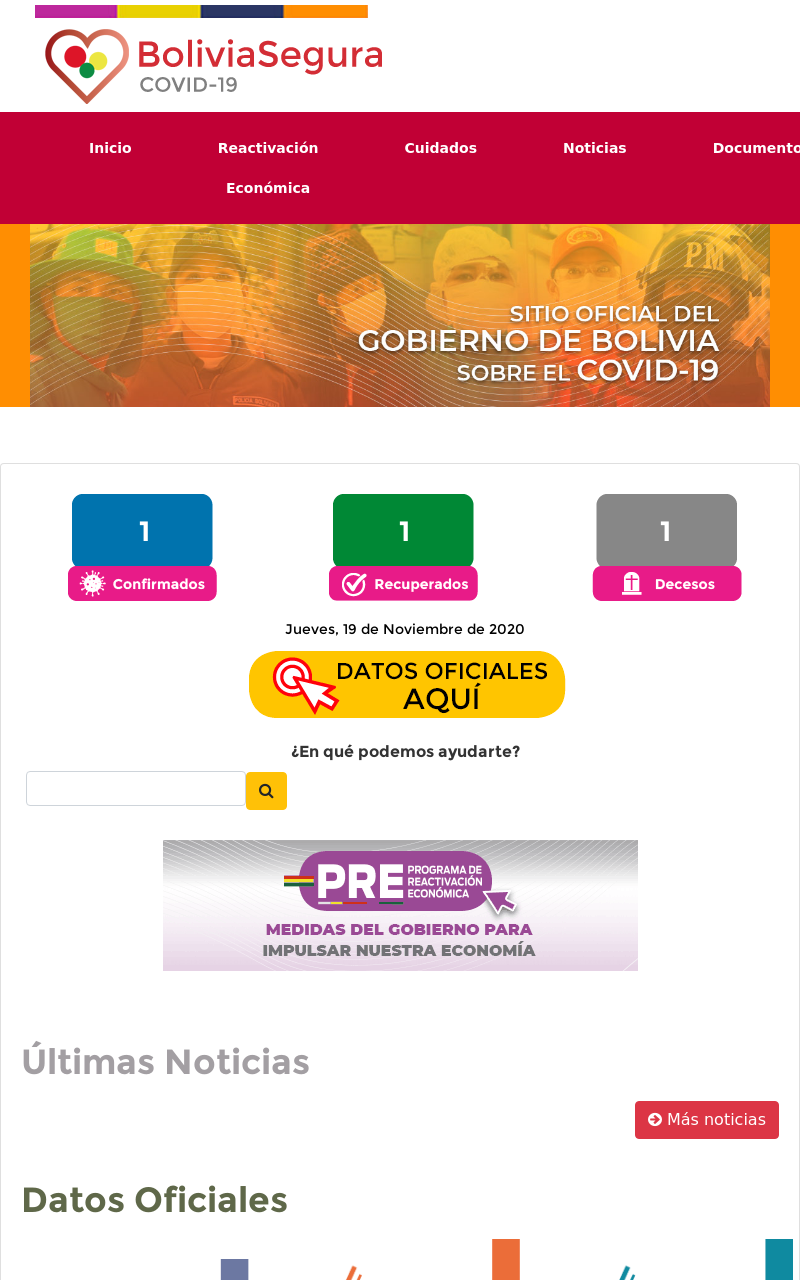 BoliviaSegura
COVID-19
Inicio
Reactivación
Económica
Cuidados
Noticias
Documento
PM
SITIO OFICIAL DEL
GOBIERNO DE BOLIVIA
SOBRE EL COVID-19
1
Confirmados
1
Recuperados
1
Decesos
Jueves, 19 de Noviembre de 2020
DATOS OFICIALES
AQUÍ
¿En qué podemos ayudarte?
PRE PROGRAMA DE
REACTIVACIÓN
ECONÓMICA
MEDIDAS DEL GOBIERNO PARA
IMPULSAR NUESTRA ECONOMÍA
Últimas Noticias
Más noticias
Datos Oficiales